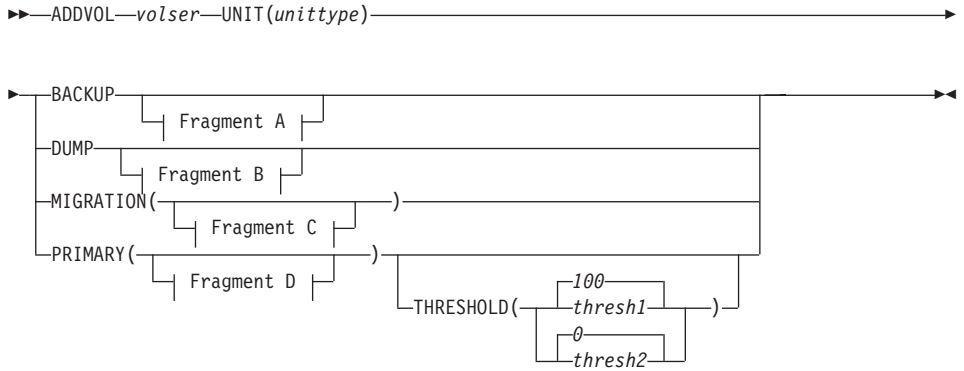 ADDVOL volser UNIT(unittype)
BACKUP
Fragment A
DUMP
Fragment B
MIGRATION( )
Fragment C
PRIMARY( )
Fragment D
100
THRESHOLD( thresh1 )
0
thresh2